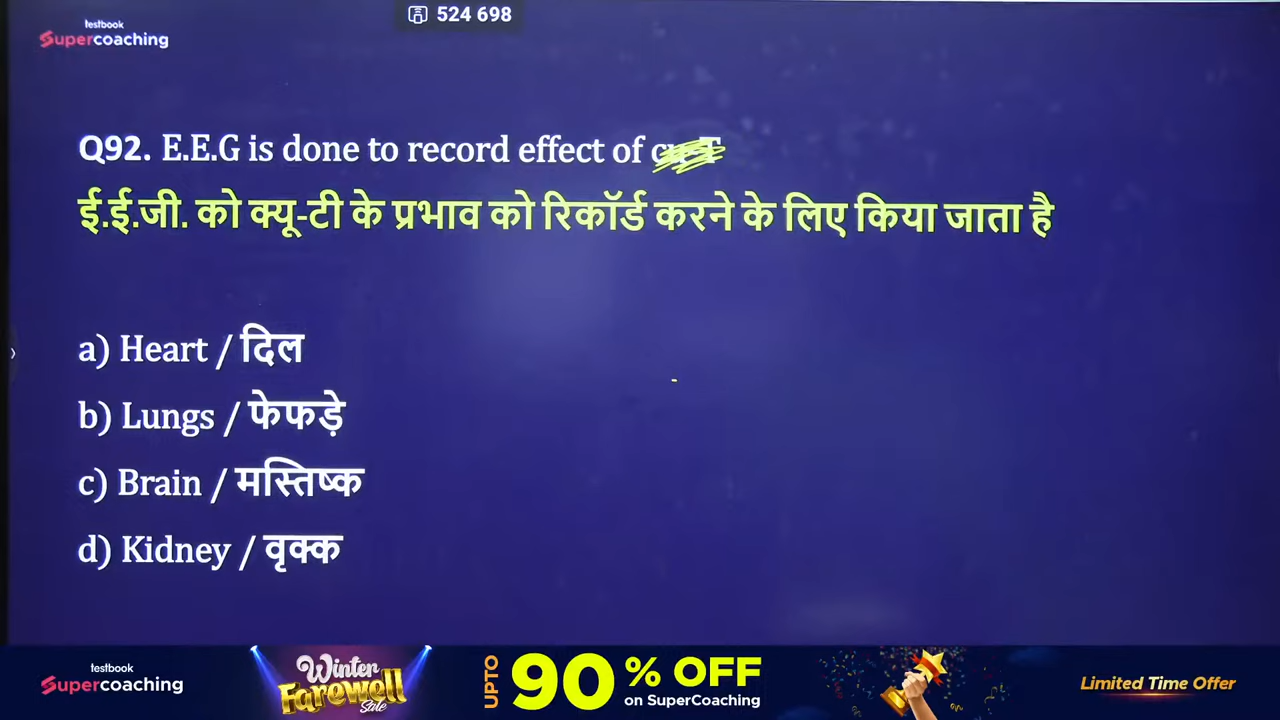 testbook
Supercoaching
524 698
Q92. E.E.G is done to record effect of
ई.ई.जी. को क्यू-टी के प्रभाव को रिकॉर्ड करने के लिए किया जाता है
a) Heart / दिल
b) Lungs / फेफड़े
c) Brain / मस्तिष्क
d) Kidney / वृक्क
testbook
Supercoaching
Winter
Farewell
Sale
UPTO
90% OFF
on SuperCoaching
Limited Time Offer